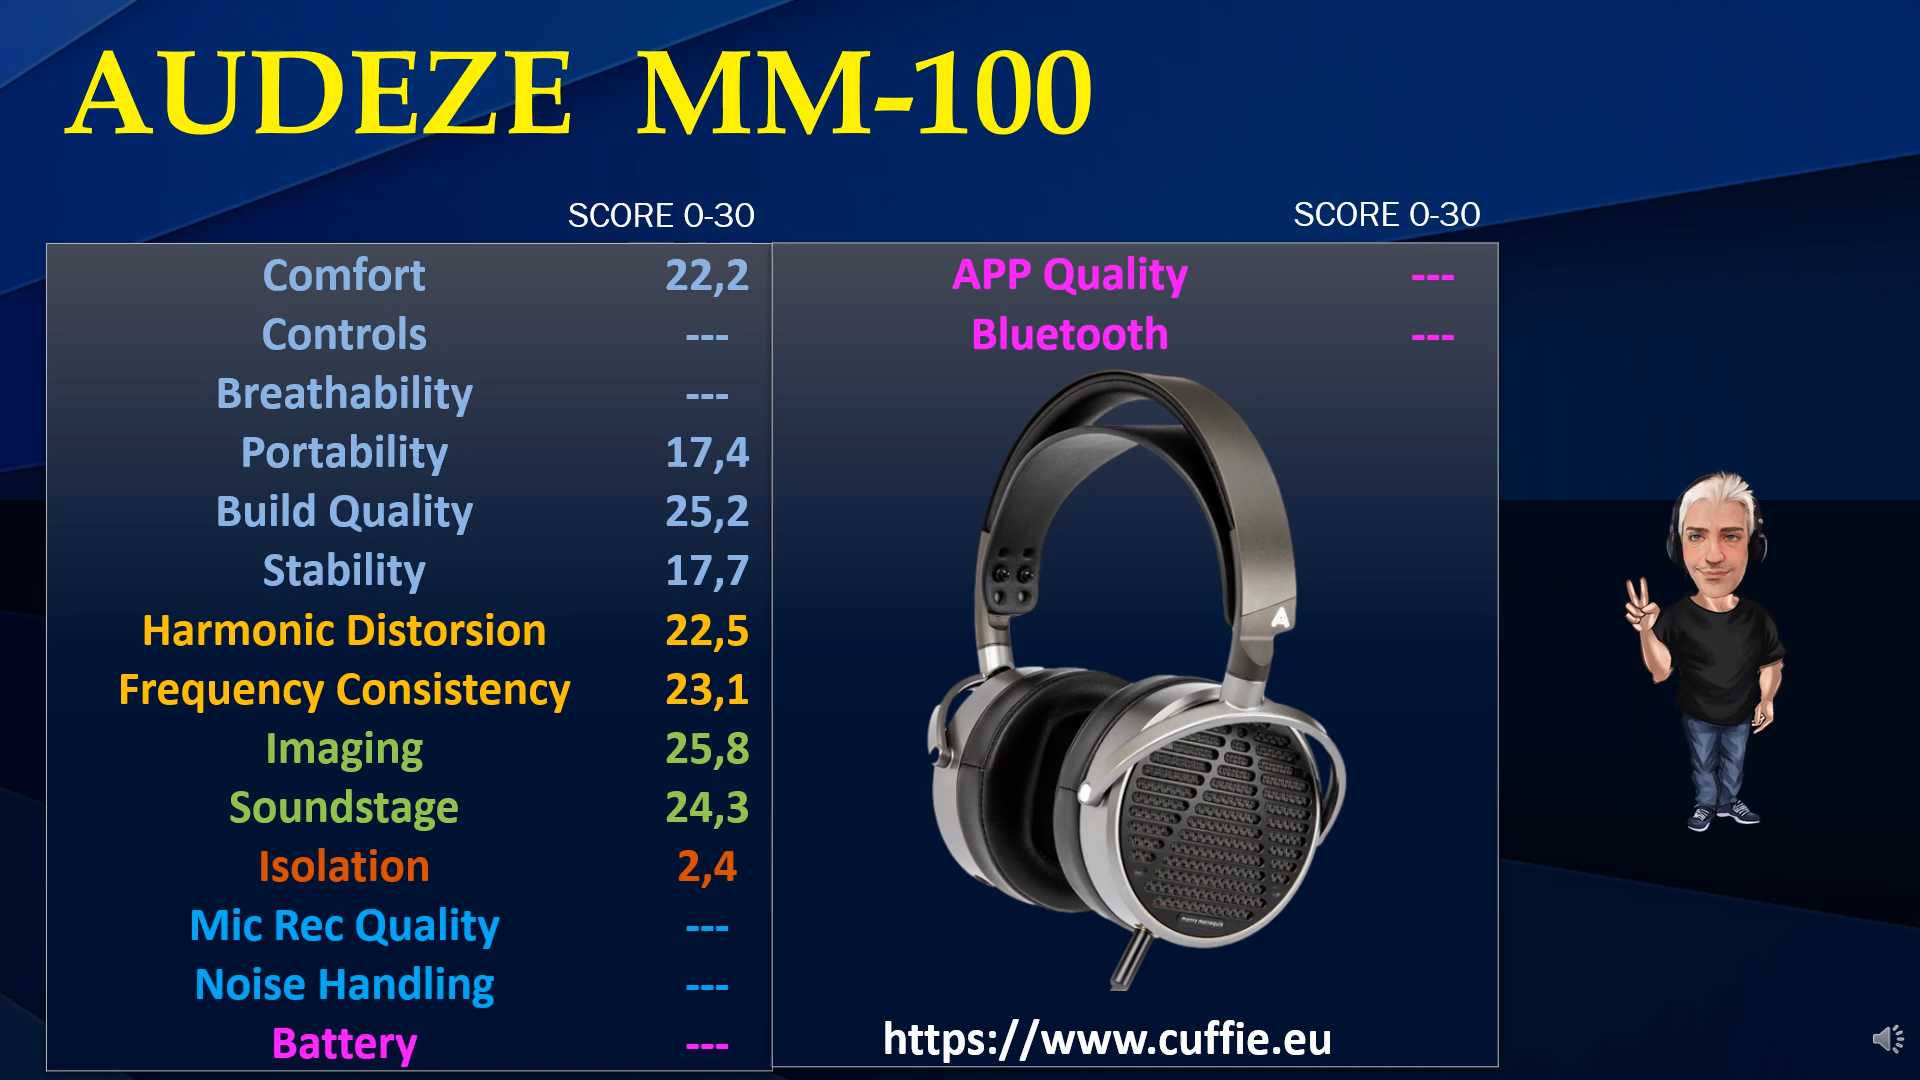 AUDEZE MM-100
SCORE 0-30
SCORE 0-30
Comfort 22,2
Controls ---
Breathability ---
Portability 17,4
Build Quality 25,2
Stability 17,7
Harmonic Distorsion 22,5
Frequency Consistency 23,1
Imaging 25,8
Soundstage 24,3
Isolation 2,4
Mic Rec Quality ---
Noise Handling ---
Battery ---
APP Quality ---
Bluetooth ---
A
manny marroquin
https://www.cuffie.eu